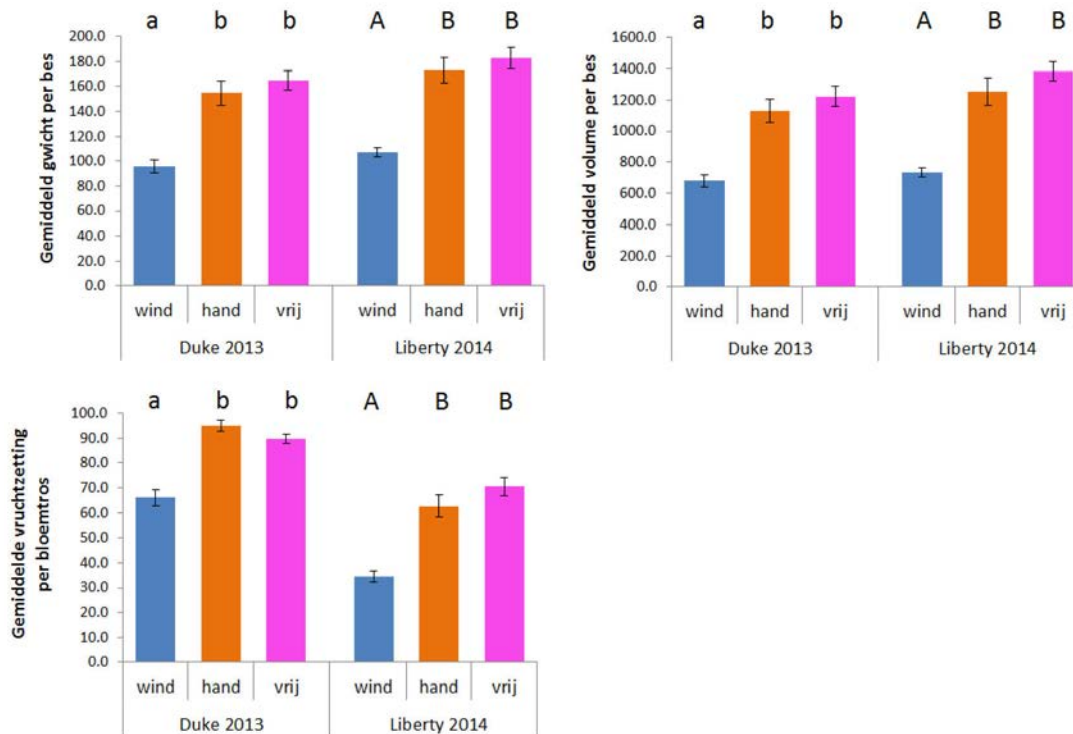 a b b A B B
Gemiddeld gwicht per bes
200.0
180.0
160.0
140.0
120.0
100.0
80.0
60.0
40.0
20.0
0.0
wind hand vrij wind hand vrij
Duke 2013 Liberty 2014
a b b A B B
Gemiddeld volume per bes
1600.0
1400.0
1200.0
1000.0
800.0
600.0
400.0
200.0
0.0
wind hand vrij wind hand vrij
Duke 2013 Liberty 2014
a b b A B B
Gemiddelde vruchtzetting
per bloemtros
100.0
90.0
80.0
70.0
60.0
50.0
40.0
30.0
20.0
10.0
0.0
wind hand vrij wind hand vrij
Duke 2013 Liberty 2014